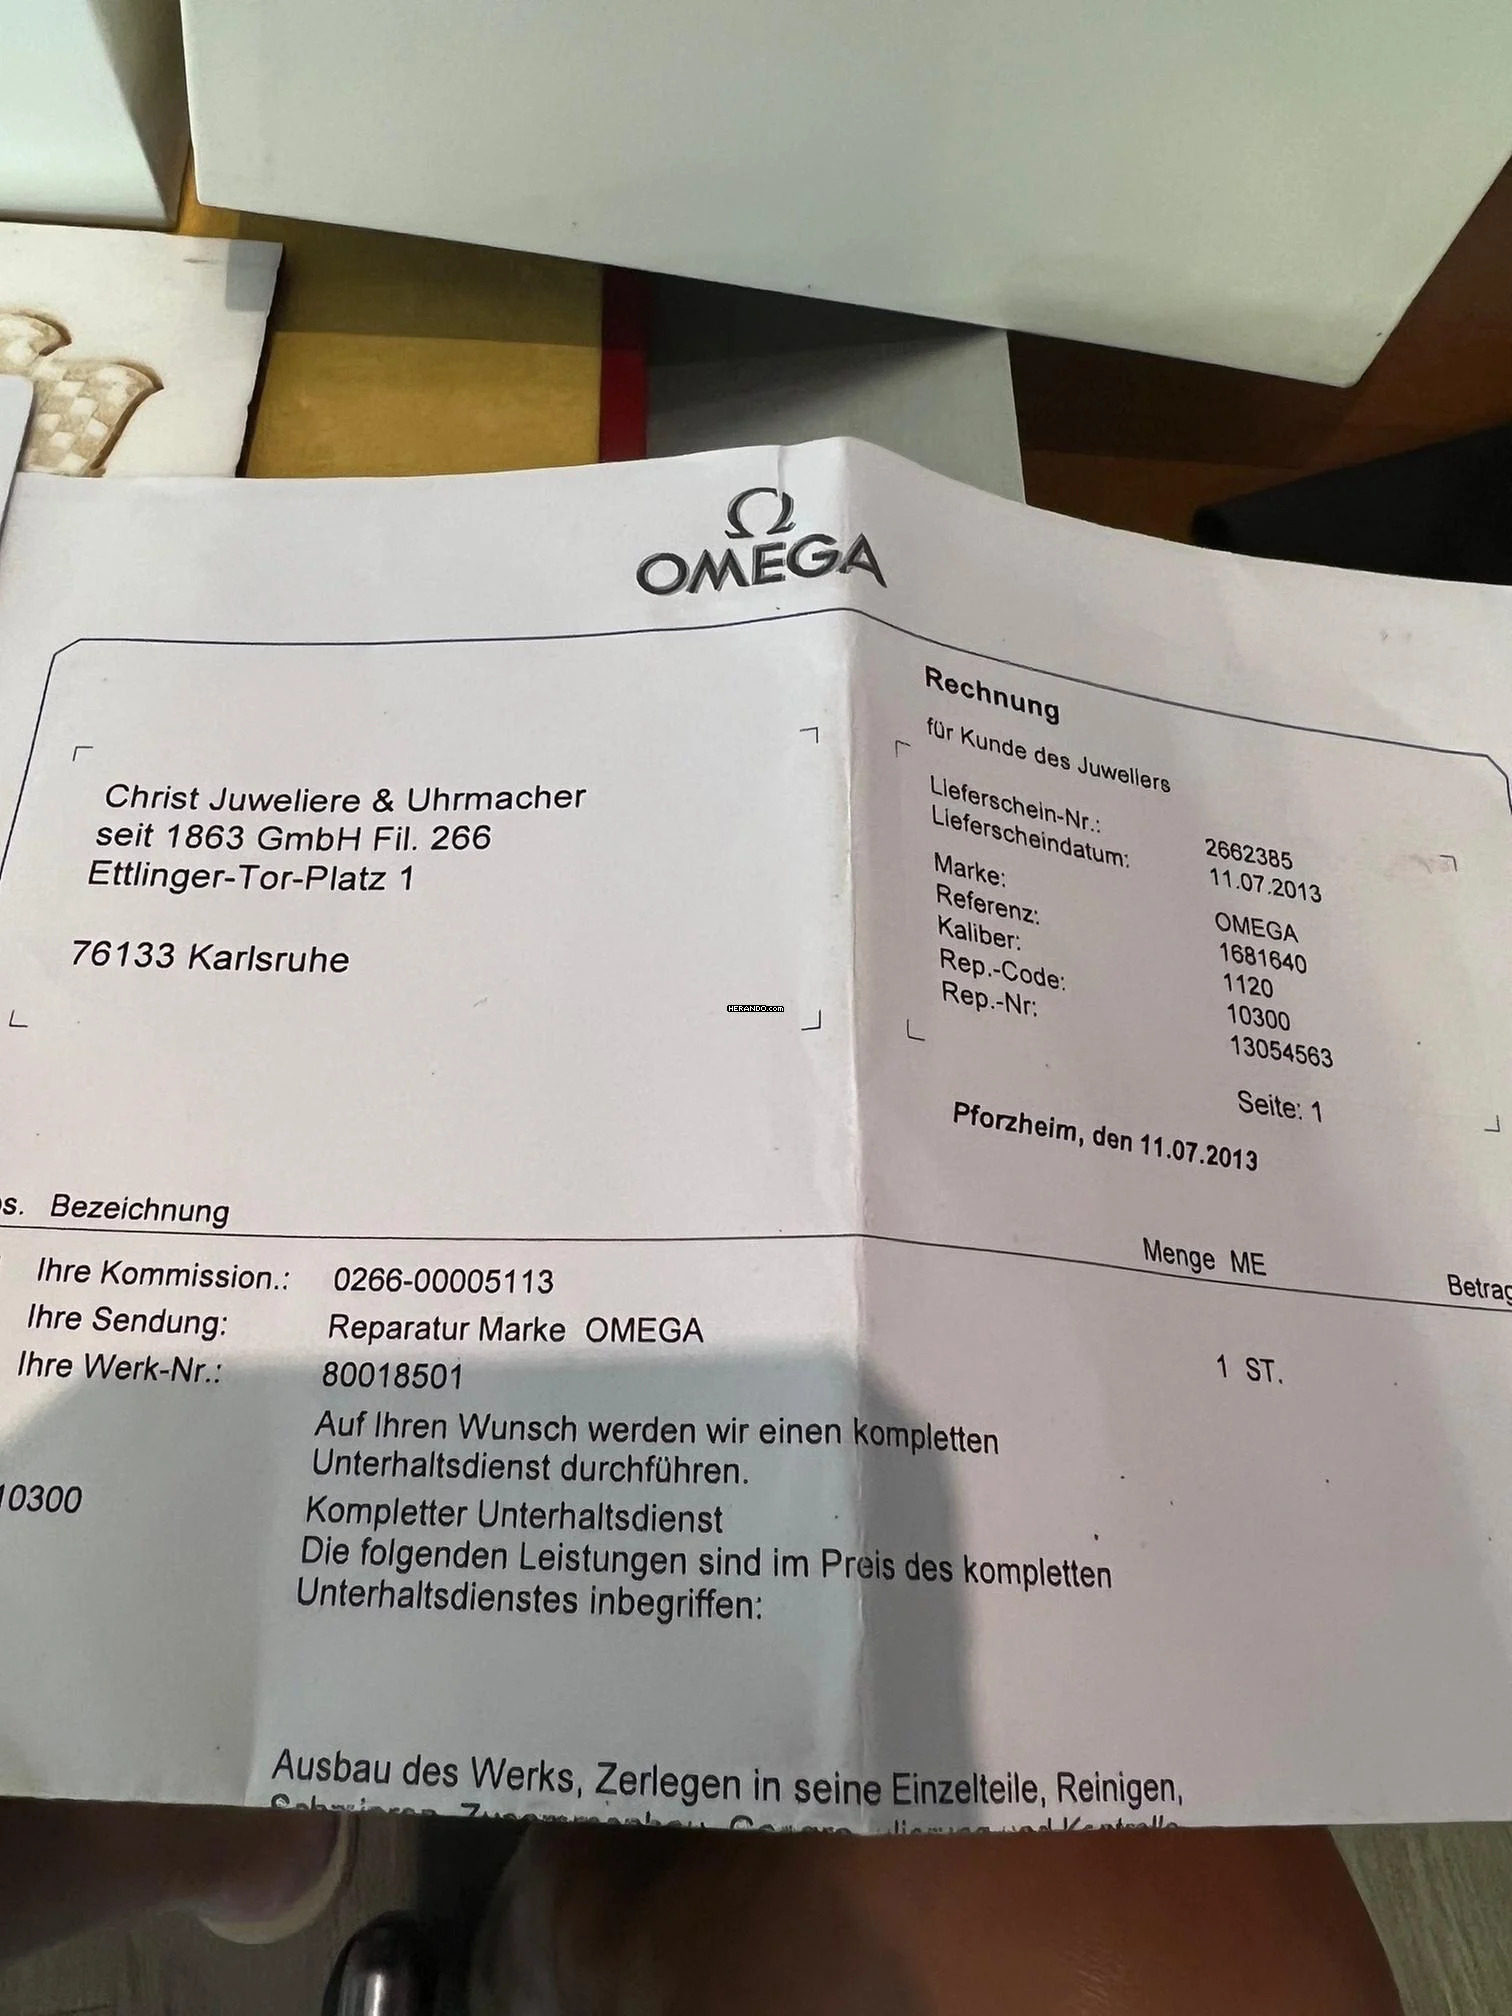 Ω
OMEGA
Rechnung
für Kunde des Juweliers
Christ Juweliere & Uhrmacher
seit 1863 GmbH Fil. 266
Ettlinger-Tor-Platz 1
76133 Karlsruhe
Lieferschein-Nr.: 2662385
Lieferscheindatum: 11.07.2013
Marke: OMEGA
Referenz: 1681640
Kaliber: 1120
Rep.-Code: 10300
Rep.-Nr: 13054563
HERANDO.com
Seite: 1
Pforzheim, den 11.07.2013
s. Bezeichnung Menge ME Betrag
Ihre Kommission.: 0266-00005113
Ihre Sendung: Reparatur Marke OMEGA
Ihre Werk-Nr.: 80018501 1 ST.
Auf Ihren Wunsch werden wir einen kompletten
Unterhaltsdienst durchführen.
10300 Kompletter Unterhaltsdienst
Die folgenden Leistungen sind im Preis des kompletten
Unterhaltsdienstes inbegriffen:
Ausbau des Werks, Zerlegen in seine Einzelteile, Reinigen,